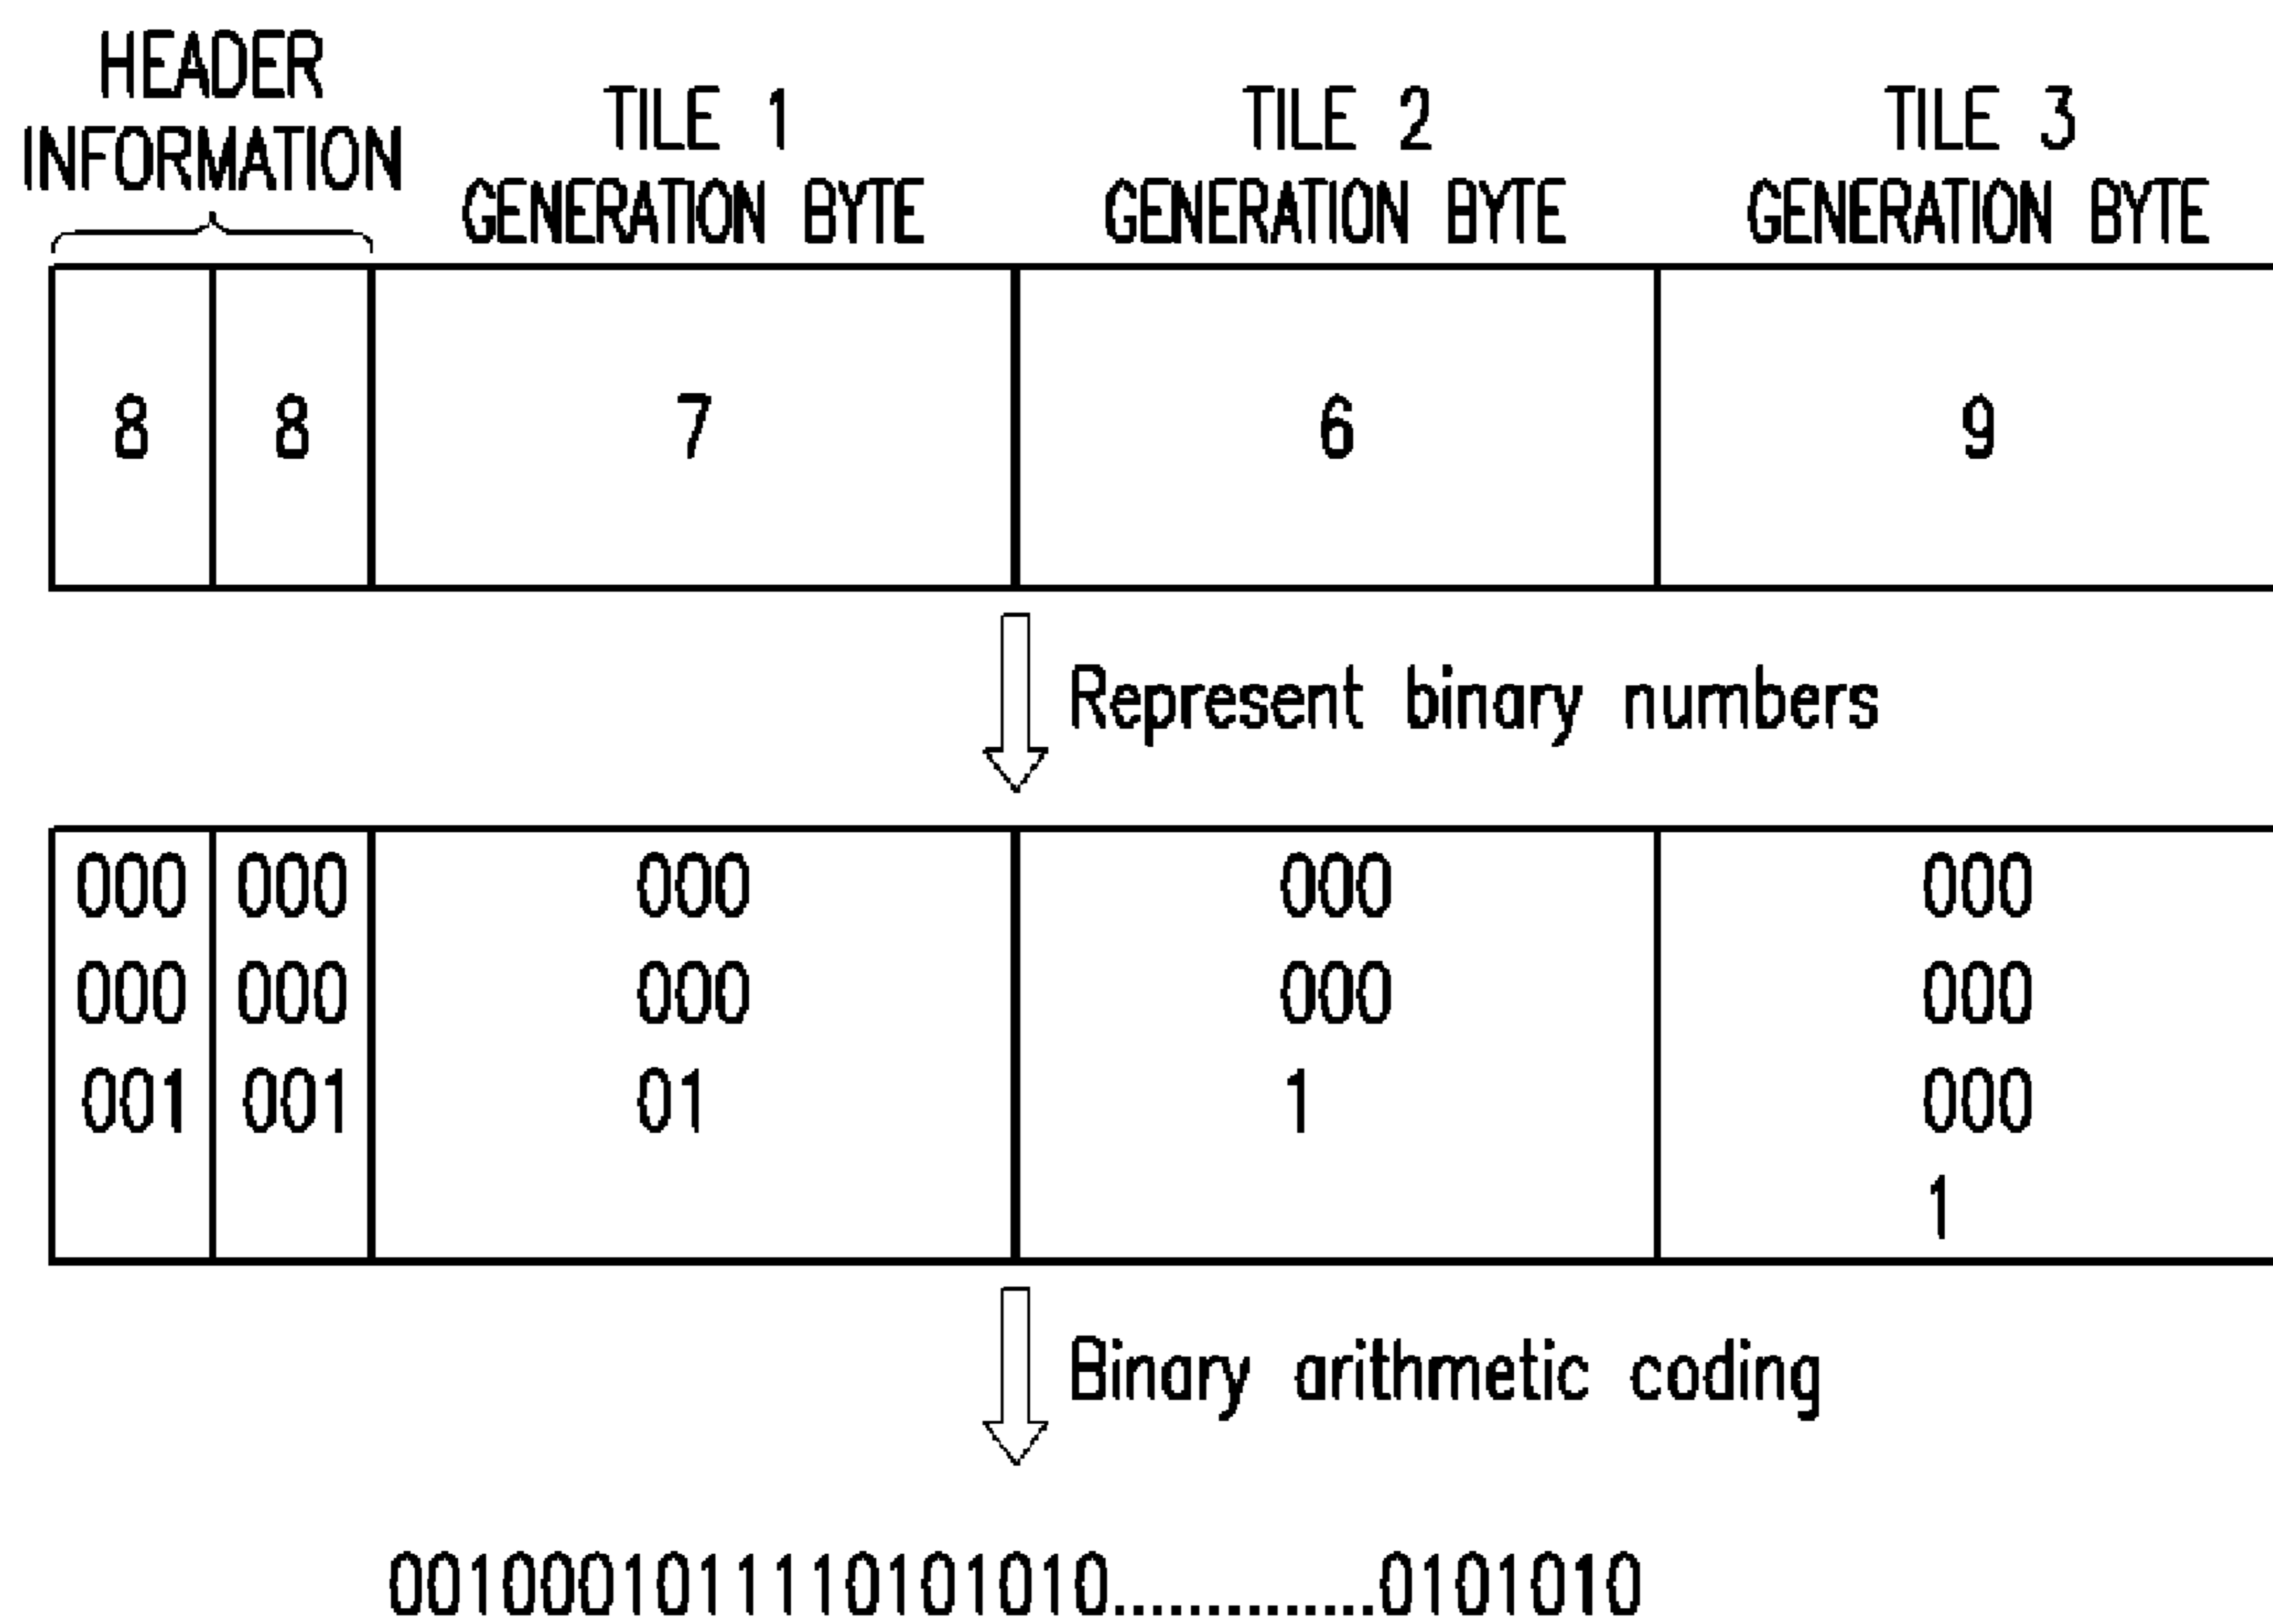 HEADER
INFORMATION
TILE 1
GENERATION BYTE
TILE 2
GENERATION BYTE
TILE 3
GENERATION BYTE
8 8 7 6 9
Represent binary numbers
000 000 000 000 000
000 000 000 000 000
001 001 01 1 000
1
Binary arithmetic coding
0010001011110101010..............0101010